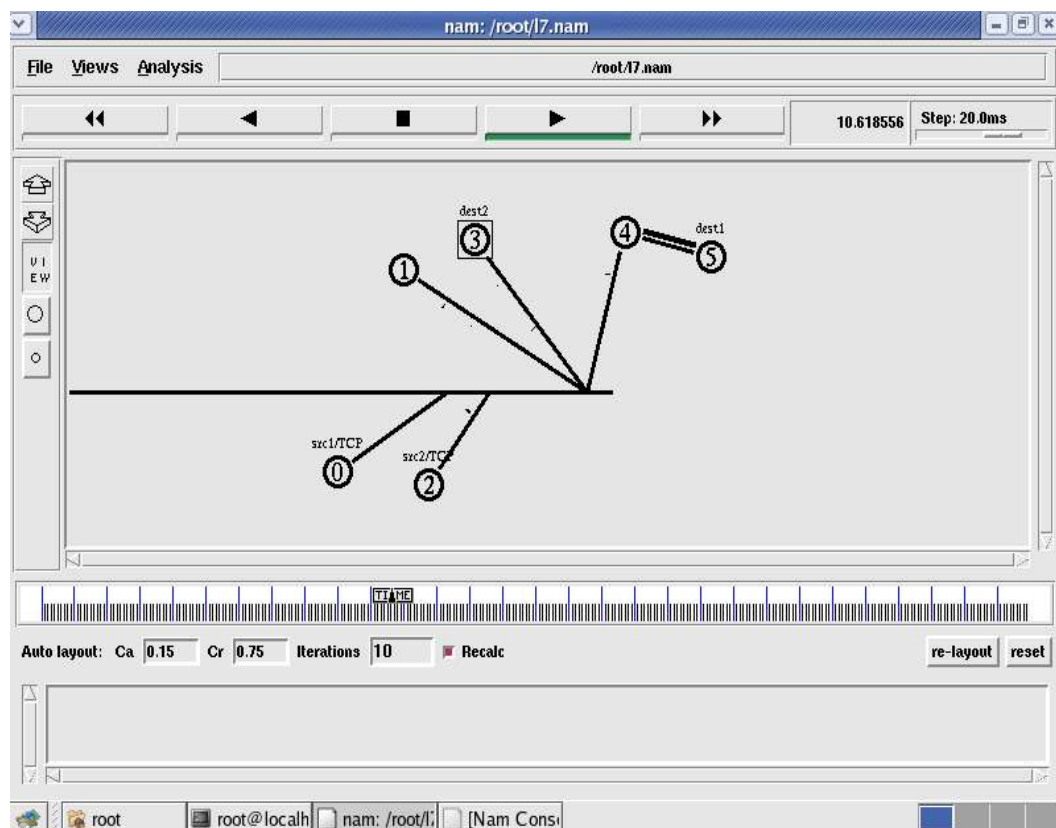 nam: /root/l7.nam
File Views Analysis /root/l7.nam
10.618556 Step: 20.0ms
VIEW
dest2
3
4
dest1
5
1
src1/TCP
0
src2/TCP
2
TIME
Auto layout: Ca 0.15 Cr 0.75 Iterations 10 Recalc re-layout reset
root root@localh nam: /root/l7 [Nam Cons